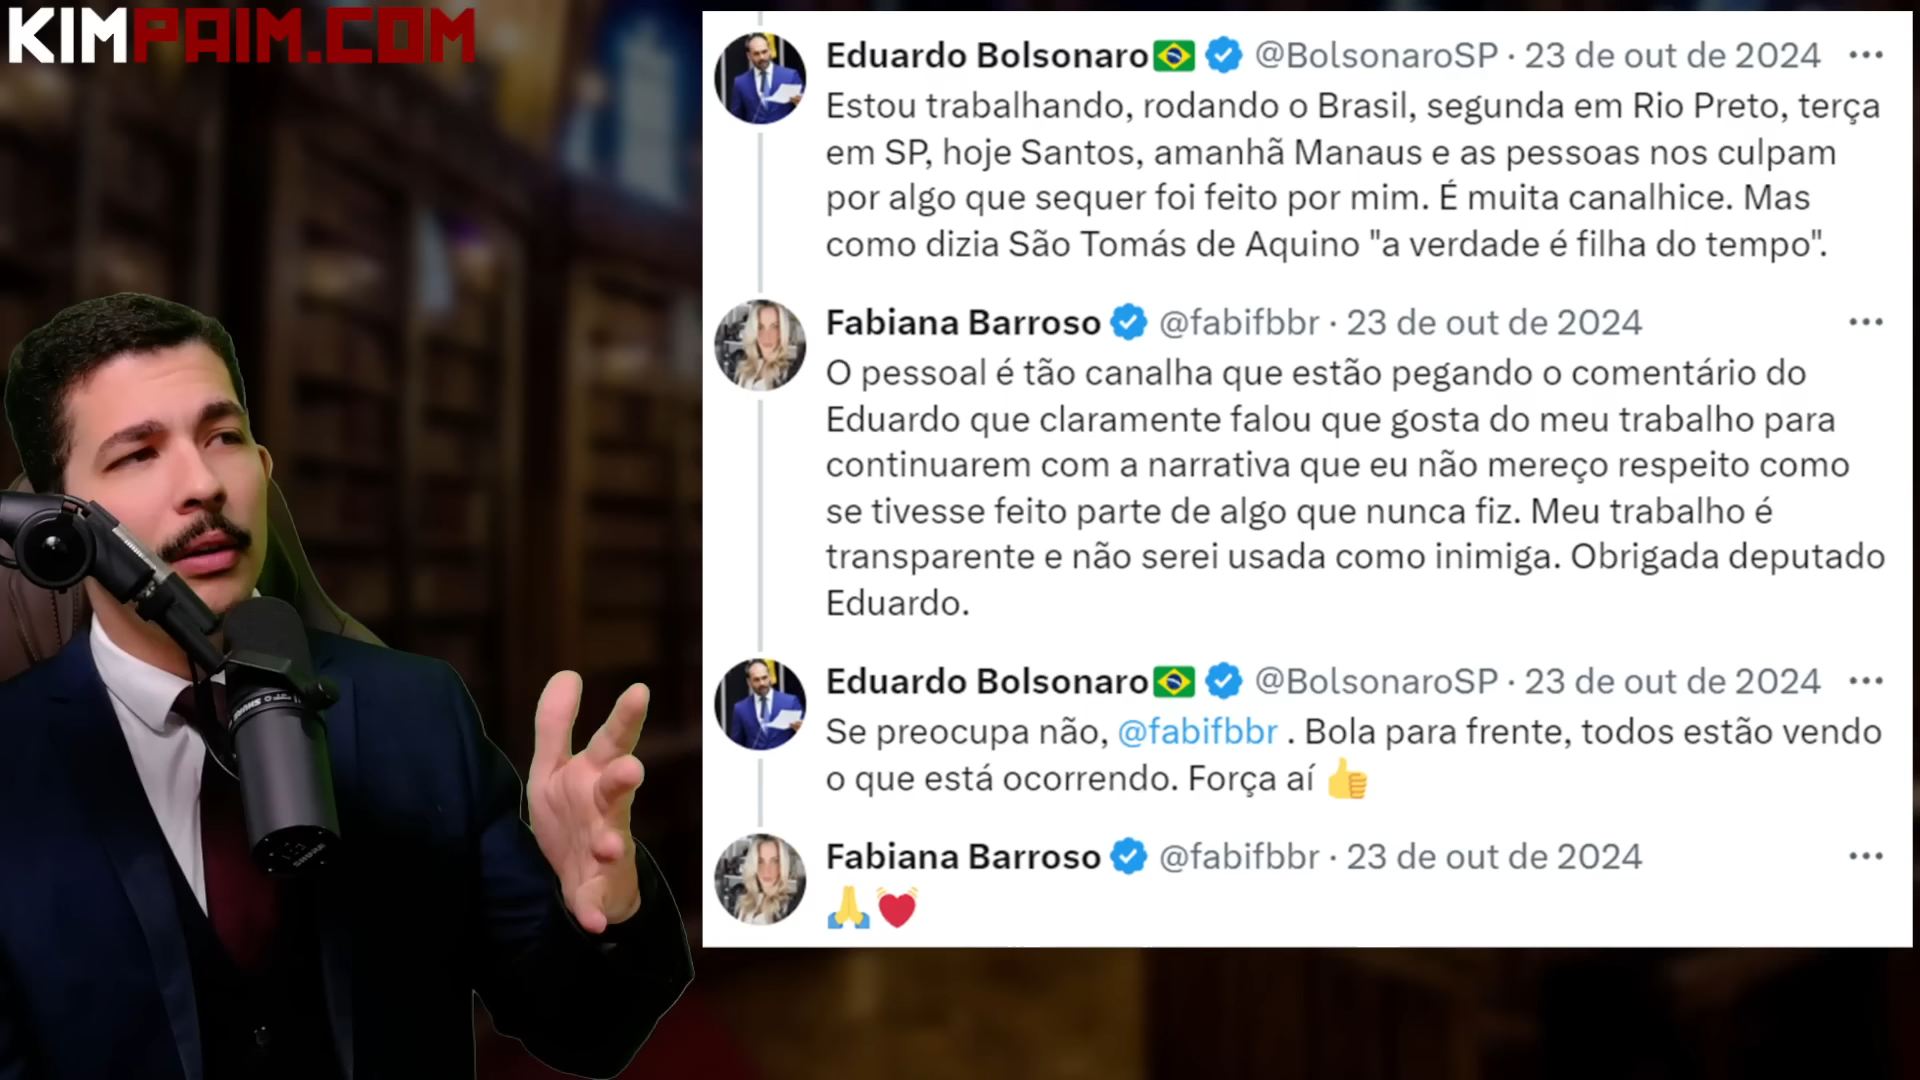 KIMPAIM.COM
Eduardo Bolsonaro🇧🇷 @BolsonaroSP · 23 de out de 2024 ...
Estou trabalhando, rodando o Brasil, segunda em Rio Preto, terça
em SP, hoje Santos, amanhã Manaus e as pessoas nos culpam
por algo que sequer foi feito por mim. É muita canalhice. Mas
como dizia São Tomás de Aquino "a verdade é filha do tempo".
Fabiana Barroso @fabifbbr · 23 de out de 2024 ...
O pessoal é tão canalha que estão pegando o comentário do
Eduardo que claramente falou que gosta do meu trabalho para
continuarem com a narrativa que eu não mereço respeito como
se tivesse feito parte de algo que nunca fiz. Meu trabalho é
transparente e não serei usada como inimiga. Obrigada deputado
Eduardo.
Eduardo Bolsonaro🇧🇷 @BolsonaroSP · 23 de out de 2024 ...
Se preocupa não, @fabifbbr . Bola para frente, todos estão vendo
o que está ocorrendo. Força aí 👍
Fabiana Barroso @fabifbbr · 23 de out de 2024 ...
🙏💓
SHURE